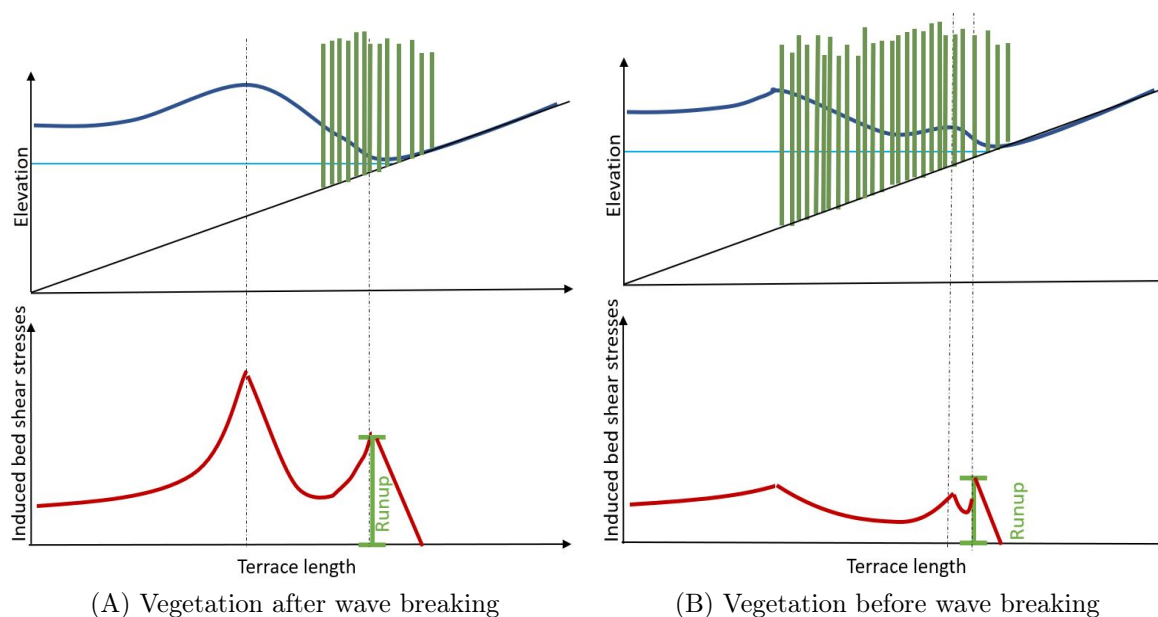 Elevation
Induced bed shear stresses
Runup
Terrace length
(A) Vegetation after wave breaking
Elevation
Induced bed shear stresses
Runup
Terrace length
(B) Vegetation before wave breaking